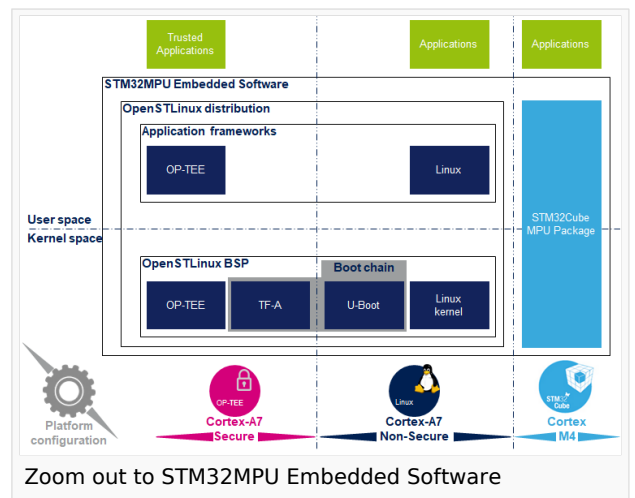 Trusted
Applications
Applications
Applications
STM32MPU Embedded Software
OpenSTLinux distribution
Application frameworks
OP-TEE
Linux
User space
Kernel space
STM32Cube
MPU Package
OpenSTLinux BSP
Boot chain
OP-TEE
TF-A
U-Boot
Linux
kernel
Platform
configuration
OP-TEE
Cortex-A7
Secure
Linux
Cortex-A7
Non-Secure
STM32
Cube
Cortex
M4
Zoom out to STM32MPU Embedded Software